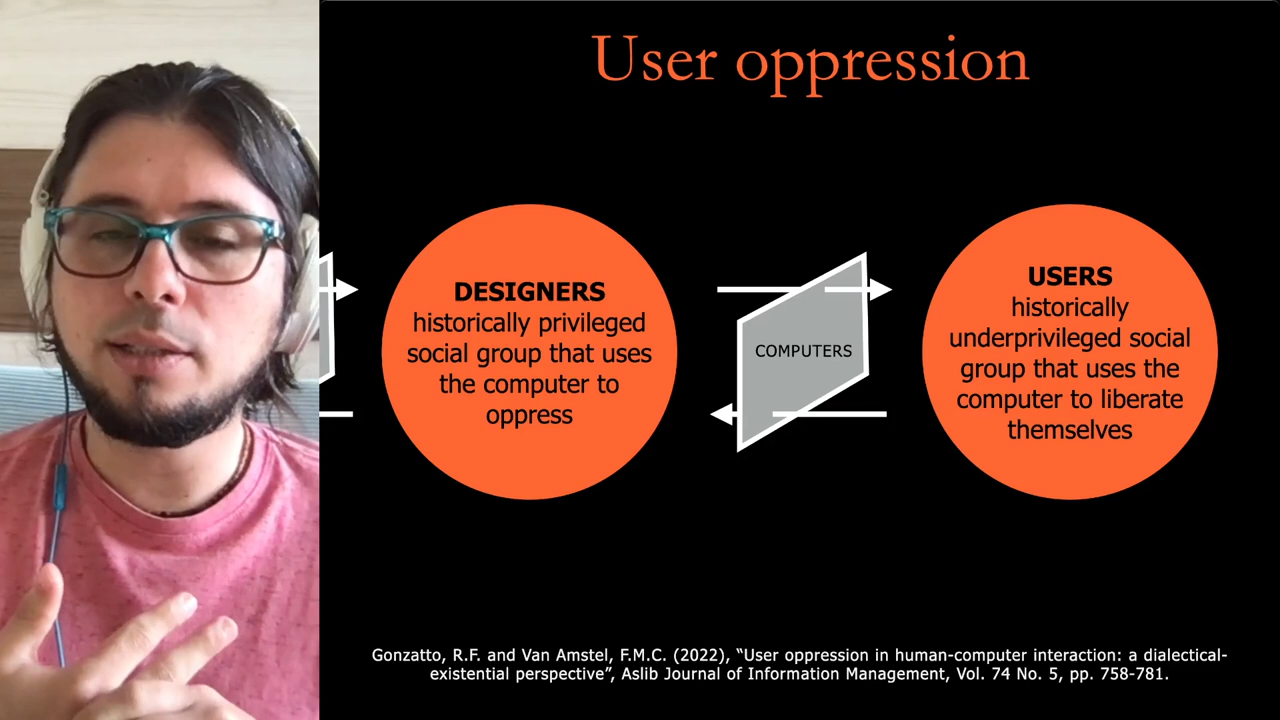 User oppression
DESIGNERS
historically privileged
social group that uses
the computer to
oppress
COMPUTERS
USERS
historically
underprivileged social
group that uses the
computer to liberate
themselves
Gonzatto, R.F. and Van Amstel, F.M.C. (2022), “User oppression in human-computer interaction: a dialectical-
existential perspective”, Aslib Journal of Information Management, Vol. 74 No. 5, pp. 758-781.